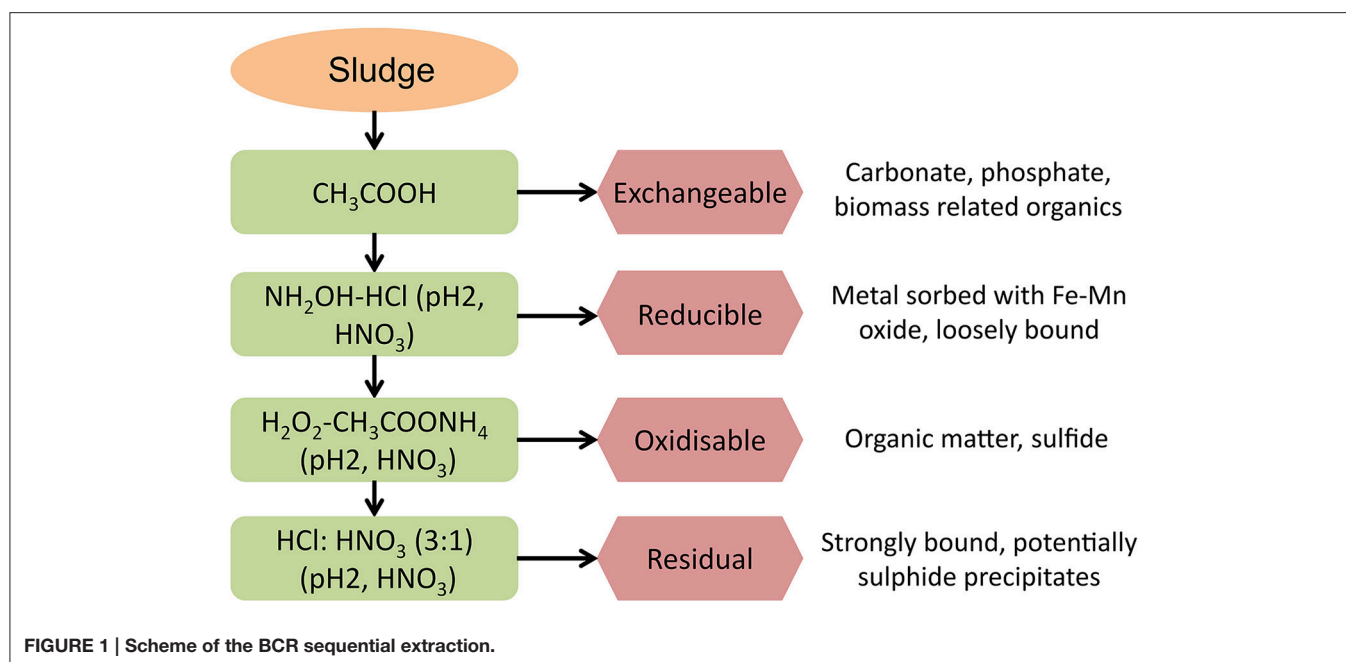 Sludge
CH₃COOH
Exchangeable
Carbonate, phosphate,
biomass related organics
NH₂OH-HCl (pH2,
HNO₃)
Reducible
Metal sorbed with Fe-Mn
oxide, loosely bound
H₂O₂-CH₃COONH₄
(pH2, HNO₃)
Oxidisable
Organic matter, sulfide
HCl: HNO₃ (3:1)
(pH2, HNO₃)
Residual
Strongly bound, potentially
sulphide precipitates
FIGURE 1 | Scheme of the BCR sequential extraction.